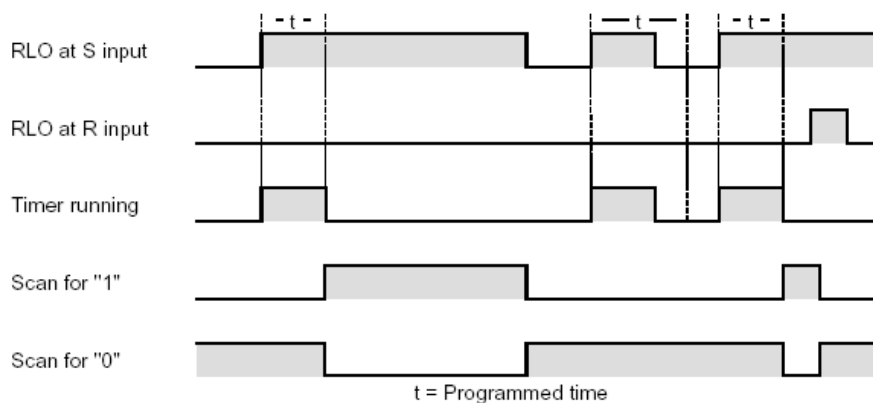 t t t
RLO at S input
RLO at R input
Timer running
Scan for "1"
Scan for "0"
t = Programmed time